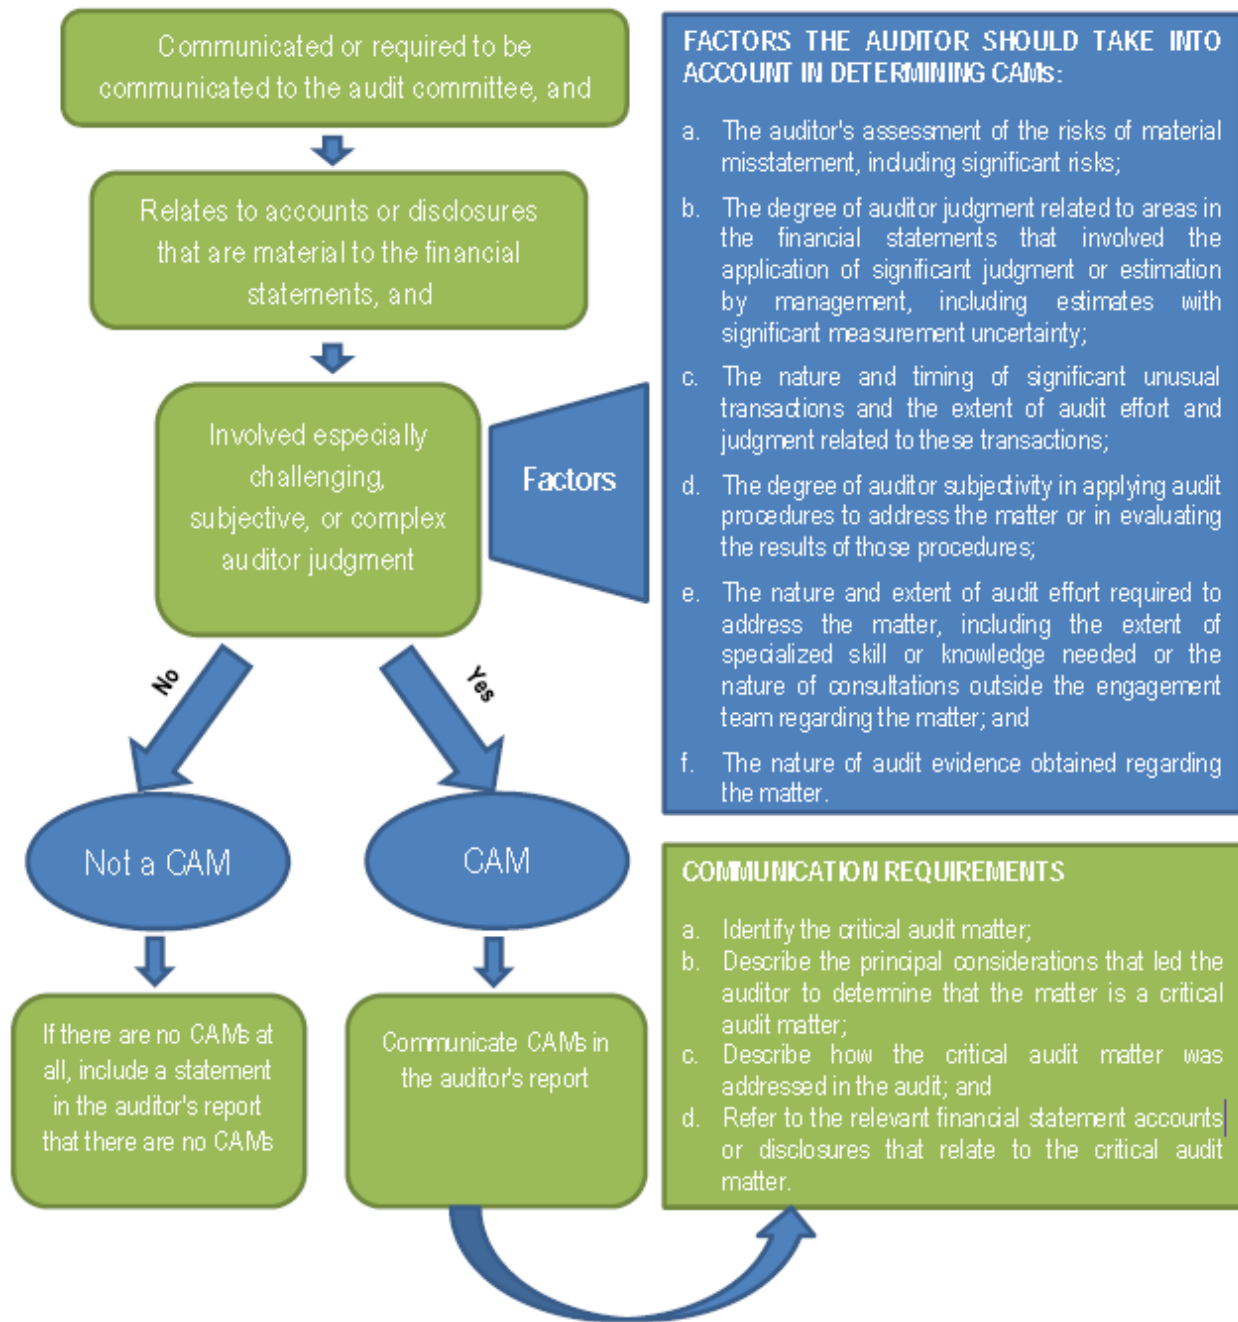 Communicated or required to be
communicated to the audit committee, and
Relates to accounts or disclosures
that are material to the financial
statements, and
Involved especially
challenging,
subjective, or complex
auditor judgment
Factors
No
Yes
Not a CAM
CAM
If there are no CAMs at
all, include a statement
in the auditor's report
that there are no CAMs
Communicate CAMs in
the auditor's report
FACTORS THE AUDITOR SHOULD TAKE INTO
ACCOUNT IN DETERMINING CAMs:
a. The auditor's assessment of the risks of material
misstatement, including significant risks;
b. The degree of auditor judgment related to areas in
the financial statements that involved the
application of significant judgment or estimation
by management, including estimates with
significant measurement uncertainty;
c. The nature and timing of significant unusual
transactions and the extent of audit effort and
judgment related to these transactions;
d. The degree of auditor subjectivity in applying audit
procedures to address the matter or in evaluating
the results of those procedures;
e. The nature and extent of audit effort required to
address the matter, including the extent of
specialized skill or knowledge needed or the
nature of consultations outside the engagement
team regarding the matter; and
f. The nature of audit evidence obtained regarding
the matter.
COMMUNICATION REQUIREMENTS
a. Identify the critical audit matter;
b. Describe the principal considerations that led the
auditor to determine that the matter is a critical
audit matter;
c. Describe how the critical audit matter was
addressed in the audit; and
d. Refer to the relevant financial statement accounts
or disclosures that relate to the critical audit
matter.